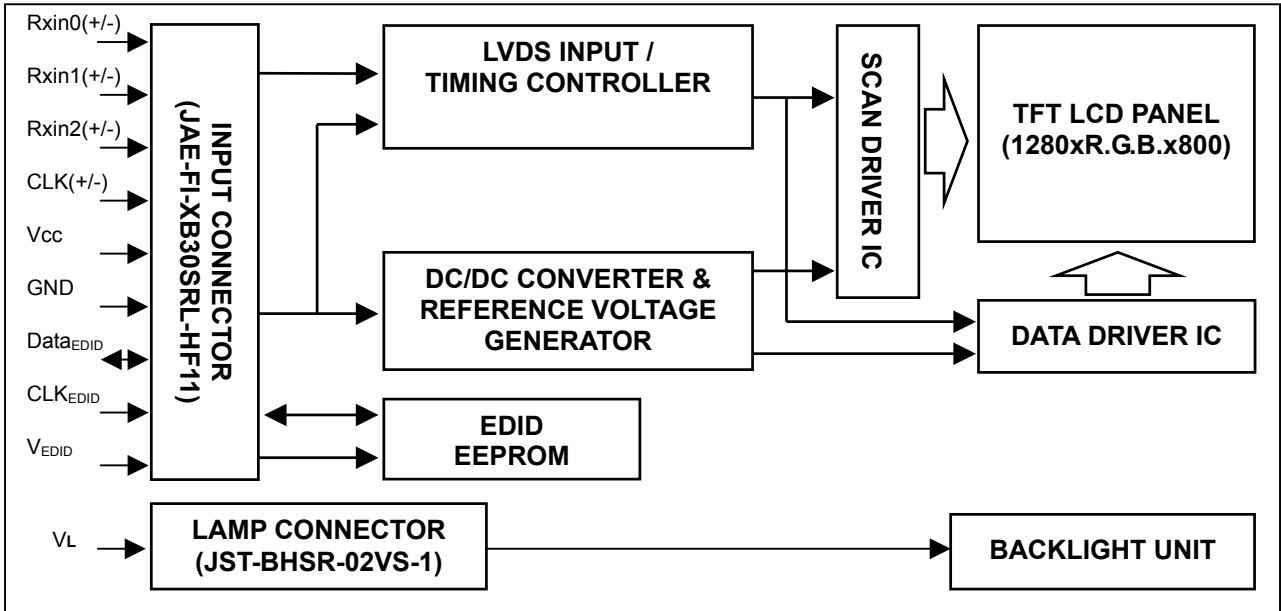 Rxin0(+/-)
Rxin1(+/-)
Rxin2(+/-)
CLK(+/-)
Vcc
GND
DataEDID
CLKEDID
VEDID
VL
INPUT CONNECTOR
(JAE-FI-XB30SRL-HF11)
LVDS INPUT /
TIMING CONTROLLER
DC/DC CONVERTER &
REFERENCE VOLTAGE
GENERATOR
EDID
EEPROM
SCAN DRIVER IC
TFT LCD PANEL
(1280xR.G.B.x800)
DATA DRIVER IC
LAMP CONNECTOR
(JST-BHSR-02VS-1)
BACKLIGHT UNIT